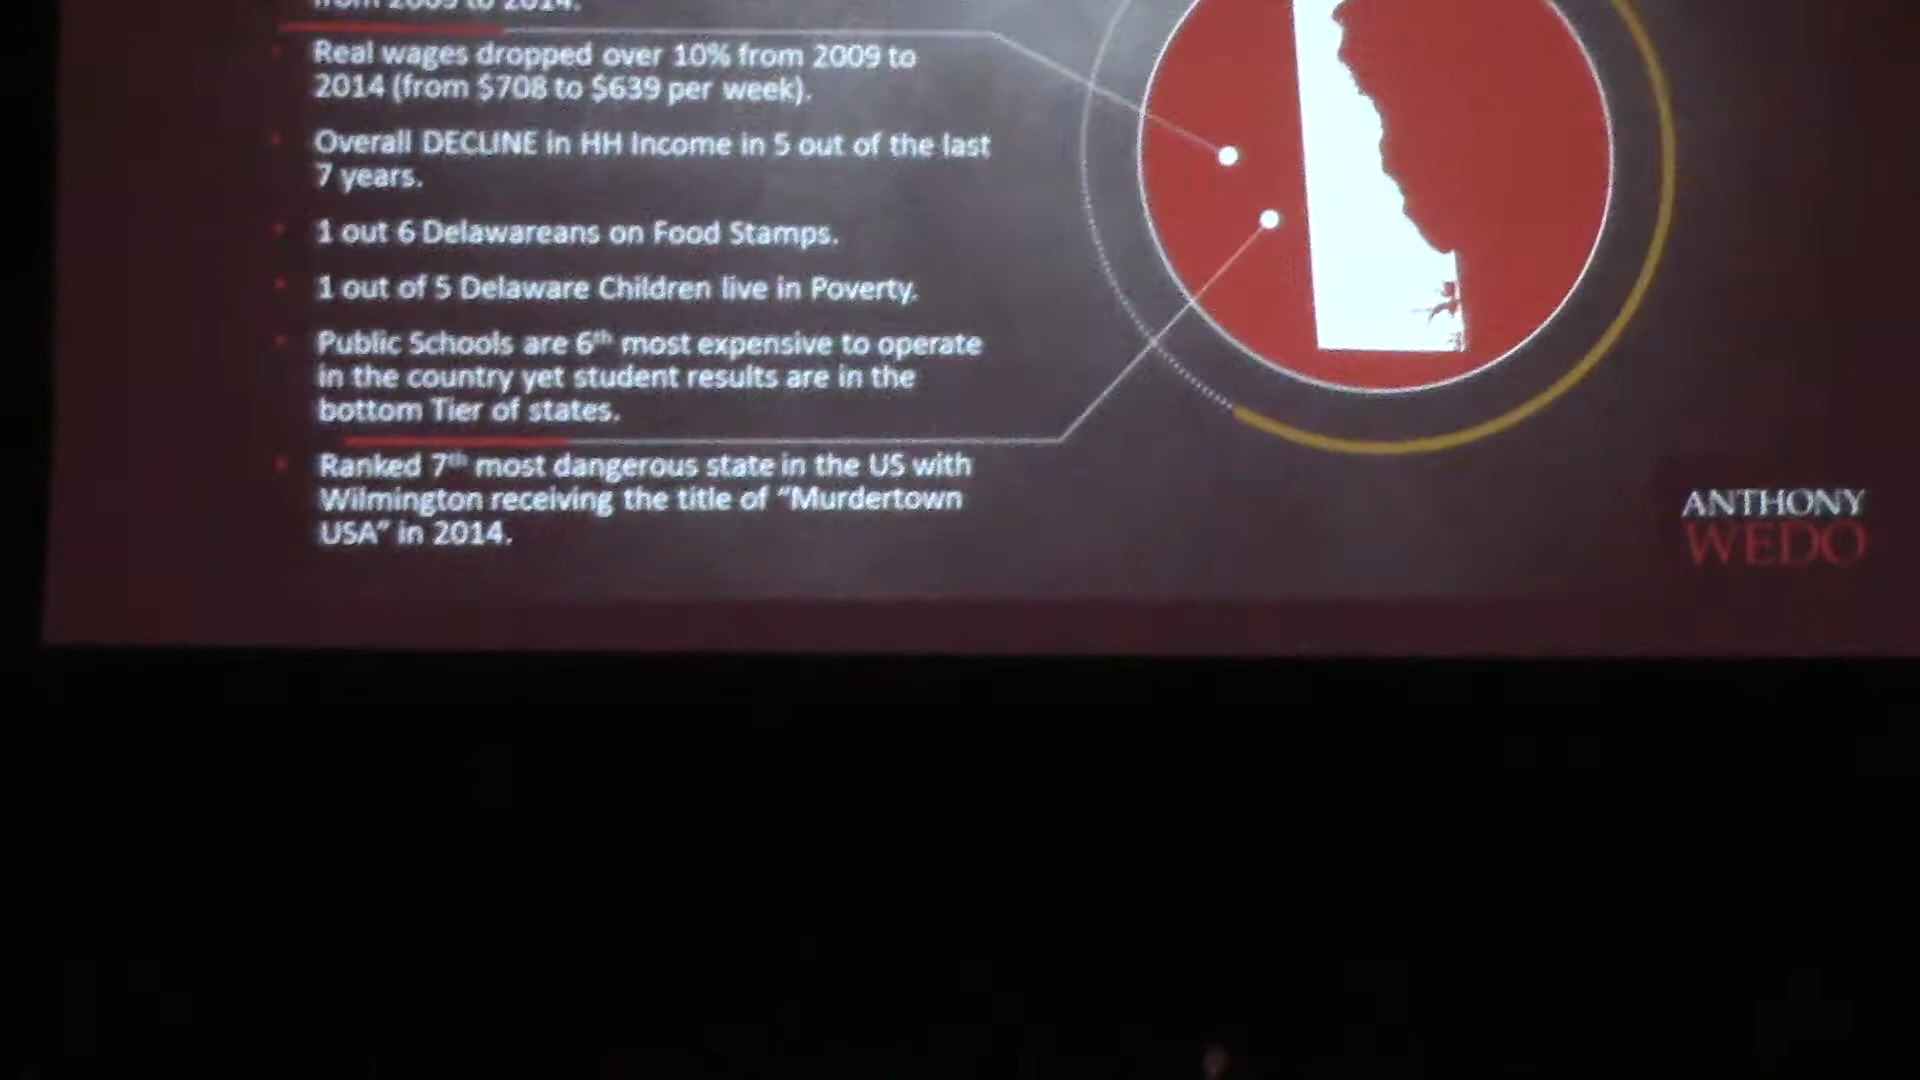 from 2009 to 2014.
Real wages dropped over 10% from 2009 to
2014 (from $708 to $639 per week).
Overall DECLINE in HH Income in 5 out of the last
7 years.
1 out 6 Delawareans on Food Stamps.
1 out of 5 Delaware Children live in Poverty.
Public Schools are 6th most expensive to operate
in the country yet student results are in the
bottom Tier of states.
Ranked 7th most dangerous state in the US with
Wilmington receiving the title of “Murdertown
USA” in 2014.
ANTHONY
WEDO